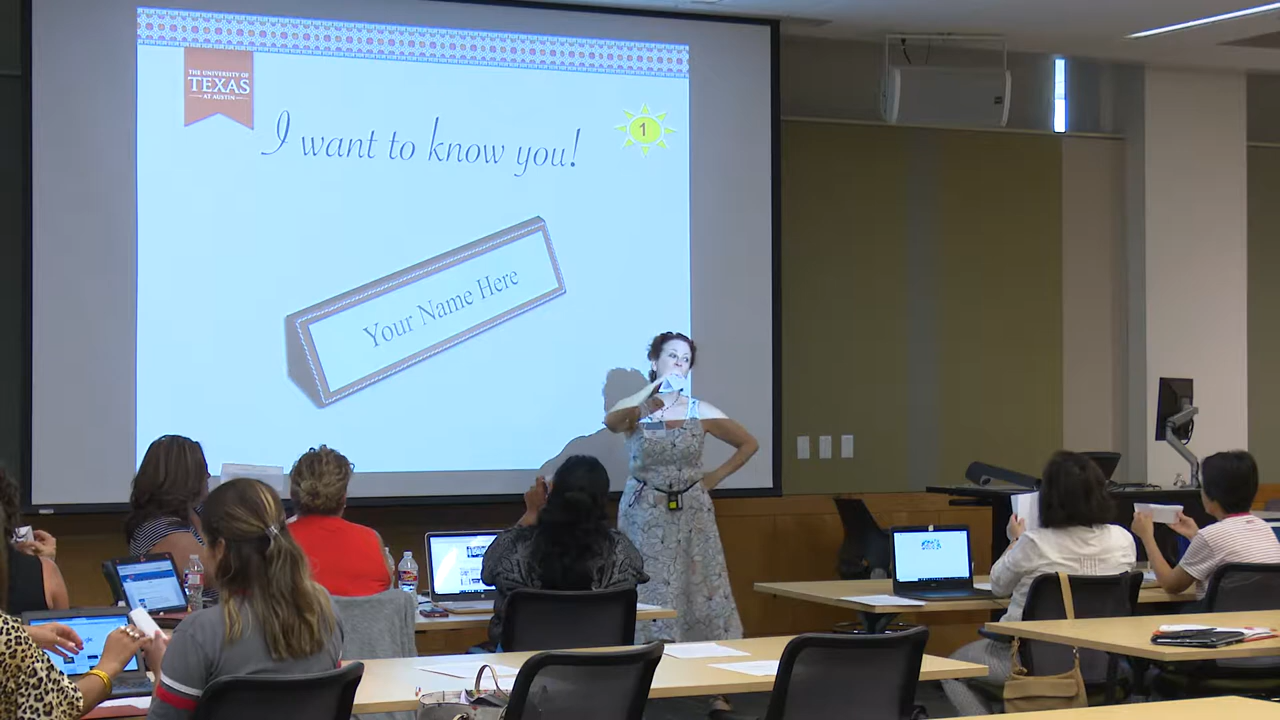 THE UNIVERSITY OF
TEXAS
AT AUSTIN
I want to know you!
1
Your Name Here